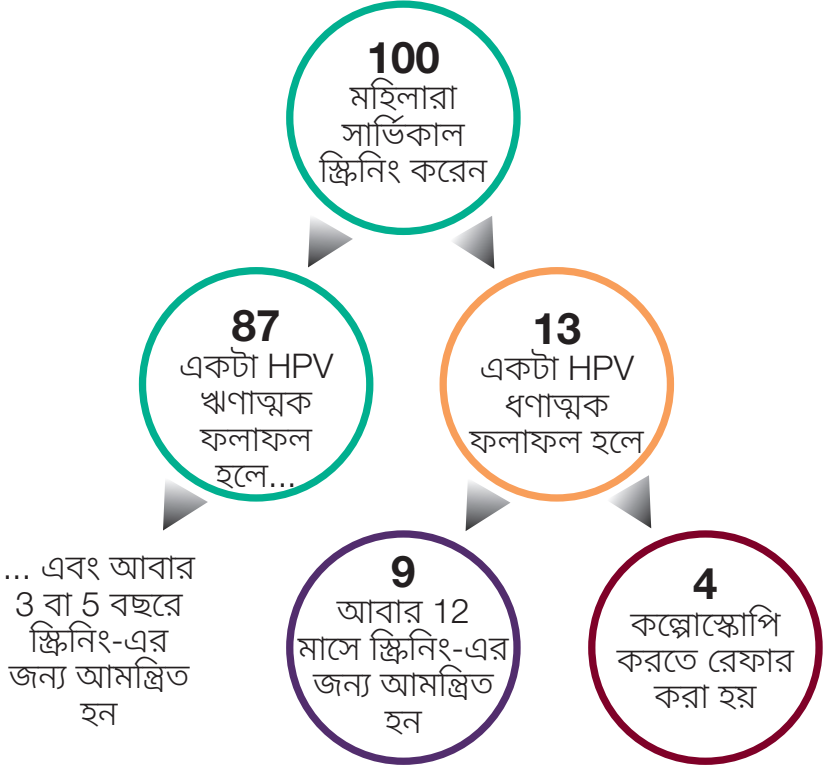 100
মহিলারা
সার্ভিকাল
স্ক্রিনিং করেন
87
একটা HPV
ঋণাত্মক
ফলাফল
হলে...
13
একটা HPV
ধণাত্মক
ফলাফল হলে
... এবং আবার
3 বা 5 বছরে
স্ক্রিনিং-এর
জন্য আমন্ত্রিত
হন
9
আবার 12
মাসে স্ক্রিনিং-এর
জন্য আমন্ত্রিত
হন
4
কল্পোস্কোপি
করতে রেফার
করা হয়